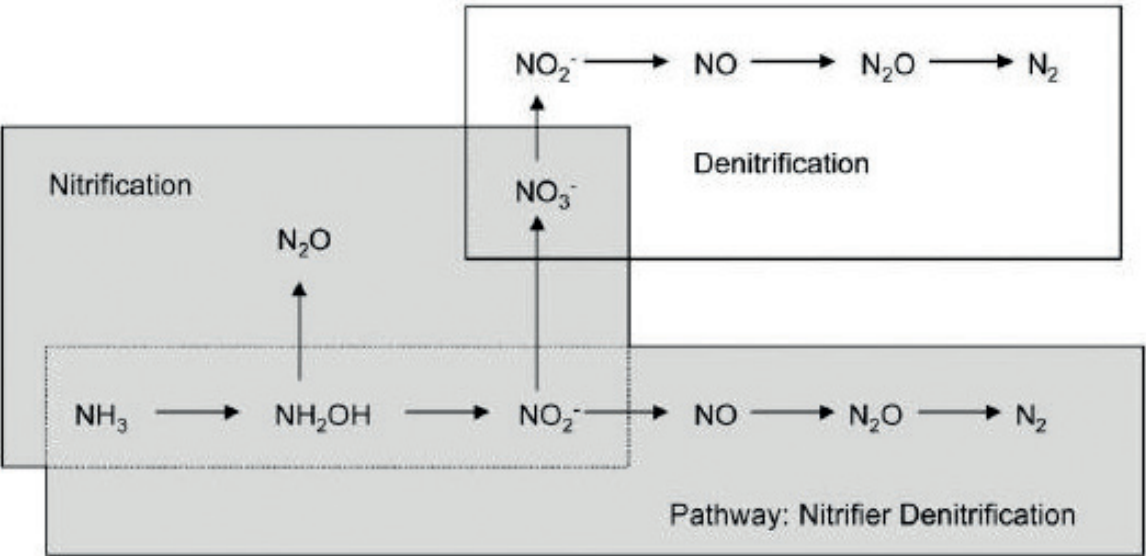 NO₂⁻ → NO → N₂O → N₂
Denitrification
Nitrification
NO₃⁻
N₂O
NH₃ → NH₂OH → NO₂⁻ → NO → N₂O → N₂
Pathway: Nitrifier Denitrification